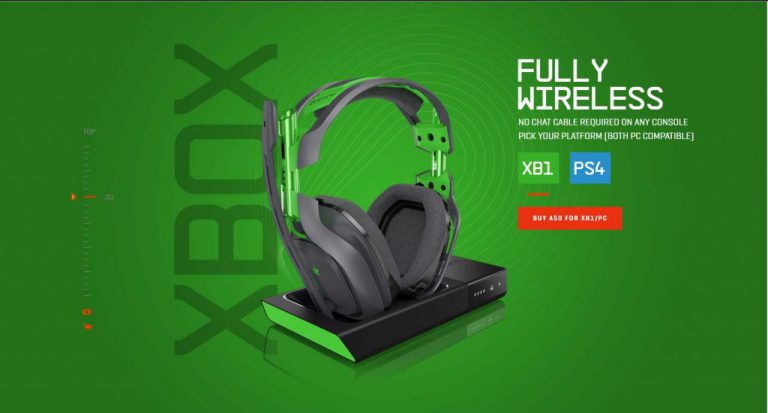 XBOX
FULLY
WIRELESS
NO CHAT CABLE REQUIRED ON ANY CONSOLE
PICK YOUR PLATFORM (BOTH PC COMPATIBLE)
TOP
XB1
PS4
BUY A50 FOR XB1/PC